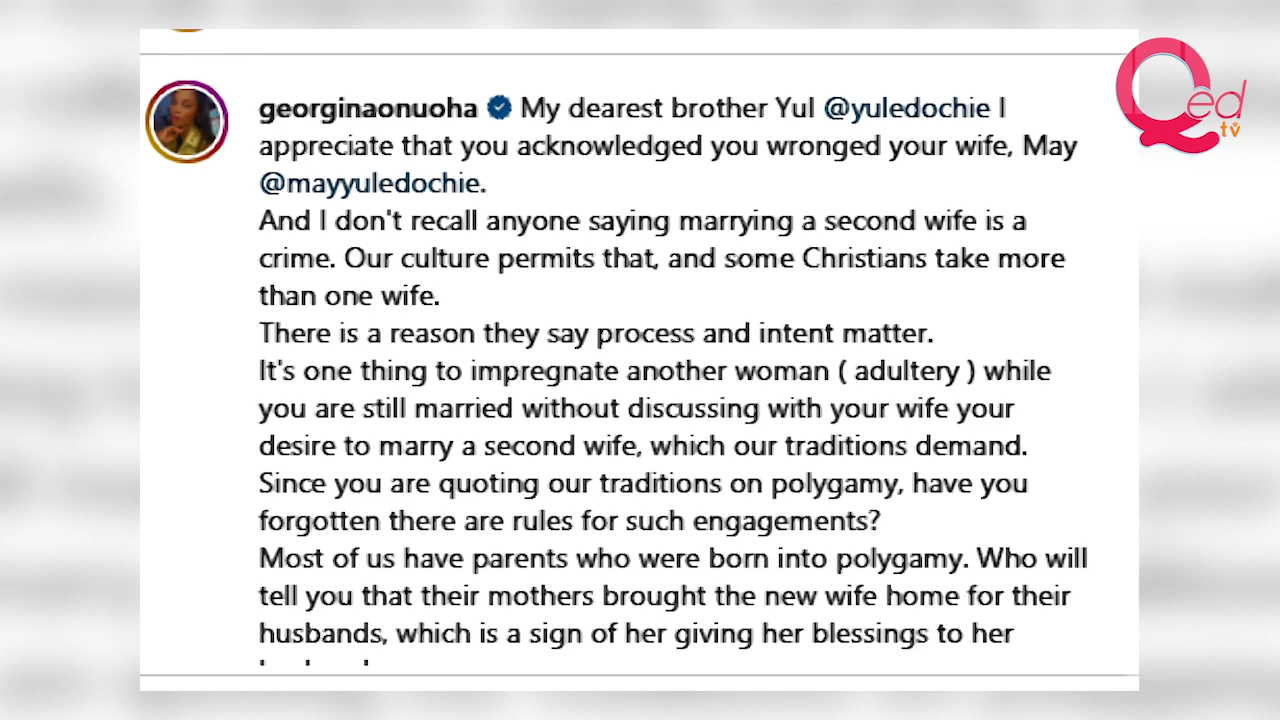 georginaonuoha My dearest brother Yul @yuledochie I
appreciate that you acknowledged you wronged your wife, May
@mayyuledochie.
And I don't recall anyone saying marrying a second wife is a
crime. Our culture permits that, and some Christians take more
than one wife.
There is a reason they say process and intent matter.
It's one thing to impregnate another woman ( adultery ) while
you are still married without discussing with your wife your
desire to marry a second wife, which our traditions demand.
Since you are quoting our traditions on polygamy, have you
forgotten there are rules for such engagements?
Most of us have parents who were born into polygamy. Who will
tell you that their mothers brought the new wife home for their
husbands, which is a sign of her giving her blessings to her
Qed
tv